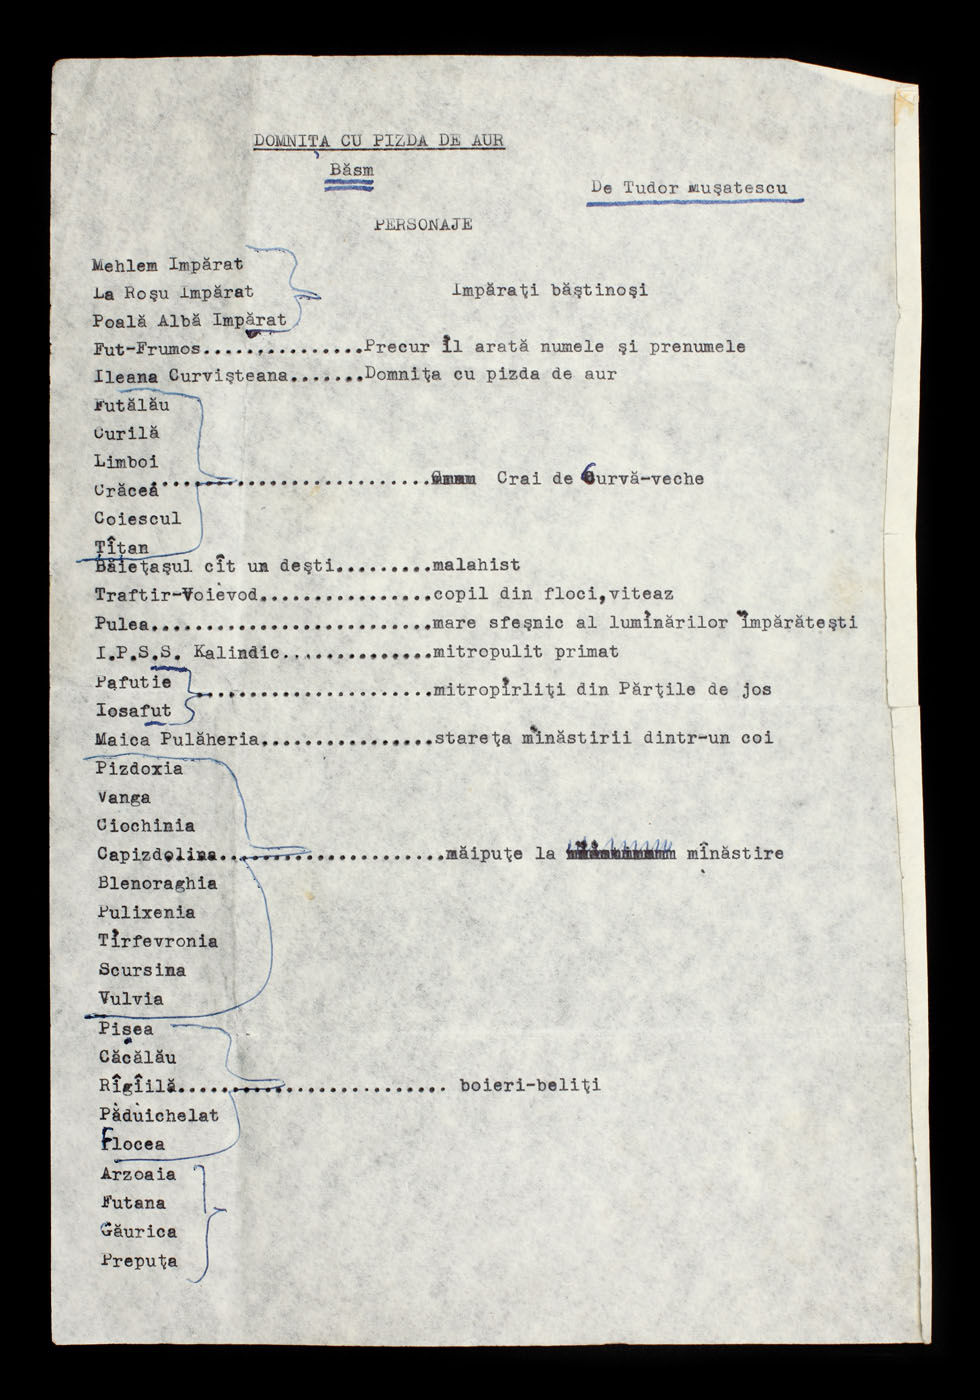 DOMNIȚA CU PIZDA DE AUR
Băsm
De Tudor Mușatescu
PERSONAJE
Mehlem Impărat
La Roșu Impărat
Impărați băștinoși
Poală Albă Impărat
Fut-Frumos...............Precur îl arată numele și prenumele
Ileana Curvișteana.......Domnița cu pizda de aur
Futălău
Curilă
Limboi
Crăcea..........................Crai de Curvă-veche
Coiescul
Țîțan
Băiețașul cît un dești.........malahist
Traftir-Voievod................copil din floci,viteaz
Pulea..........................mare sfeșnic al luminărilor împărătești
I.P.S.S. Kalindic..............mitropulit primat
Pafutie
......................mitropîrliți din Părțile de jos
Iosafut
Maica Pulăheria................stareța mînăstirii dintr-un coi
Pizdoxia
Vanga
Ciochinia
Capizdolina.....................măipuțe la mînăstire
Blenoraghia
Pulixenia
Tîrfevronia
Scursina
Vulvia
Pișea
Căcălău
Rîgîilă......................... boieri-beliți
Păduichelat
Flocea
Arzoaia
Futana
Găurica
Prepuța